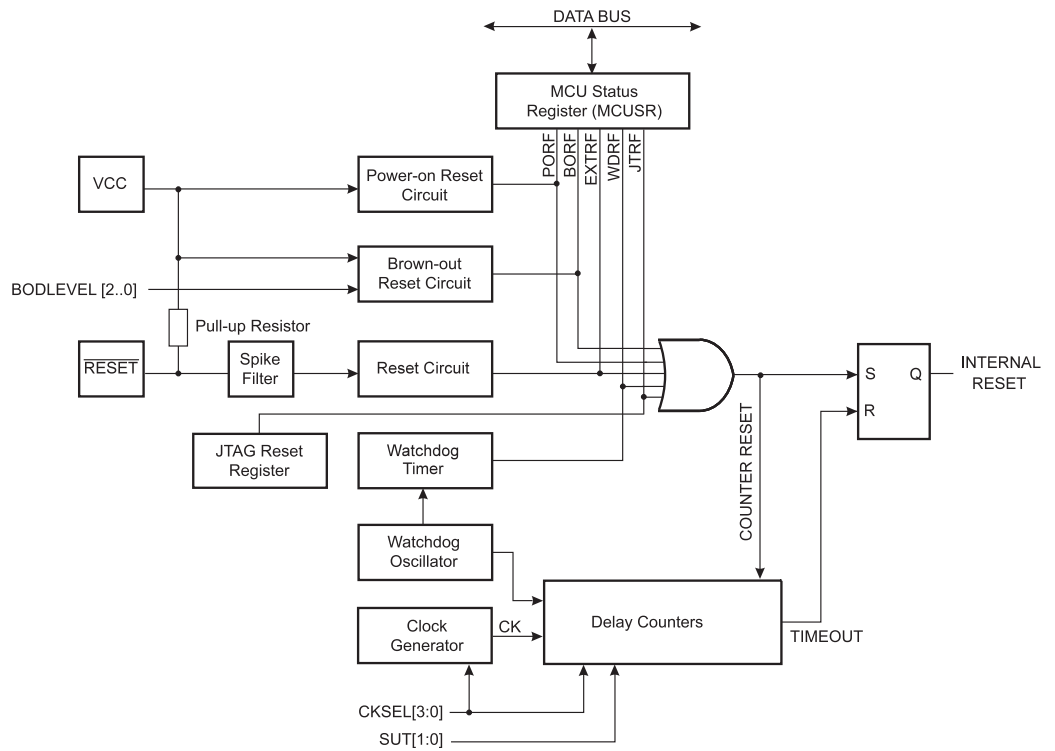 DATA BUS
MCU Status
Register (MCUSR)
PORF
BORF
EXTRF
WDRF
JTRF
VCC
Power-on Reset
Circuit
Brown-out
Reset Circuit
BODLEVEL [2..0]
Pull-up Resistor
RESET
Spike
Filter
Reset Circuit
S
Q
R
INTERNAL
RESET
COUNTER RESET
JTAG Reset
Register
Watchdog
Timer
Watchdog
Oscillator
Clock
Generator
CK
Delay Counters
TIMEOUT
CKSEL[3:0]
SUT[1:0]